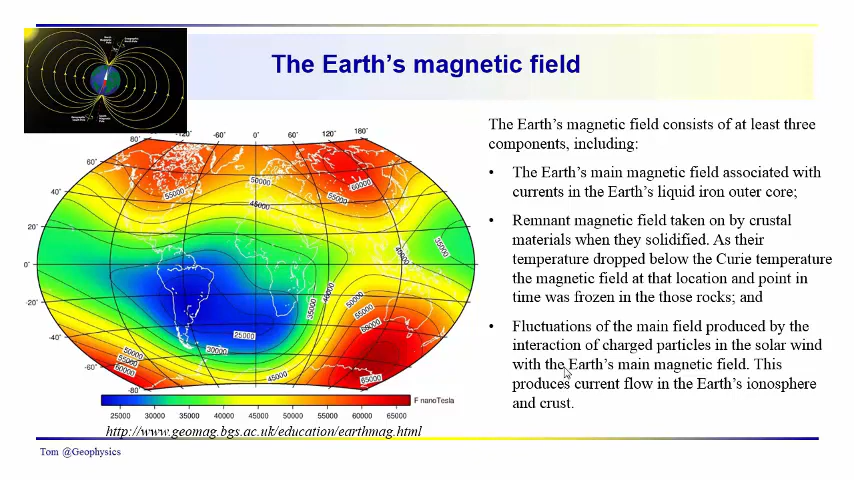 The Earth's magnetic field
The Earth's magnetic field consists of at least three
components, including:
• The Earth's main magnetic field associated with
currents in the Earth's liquid iron outer core;
• Remnant magnetic field taken on by crustal
materials when they solidified. As their
temperature dropped below the Curie temperature
the magnetic field at that location and point in
time was frozen in the those rocks; and
• Fluctuations of the main field produced by the
interaction of charged particles in the solar wind
with the Earth's main magnetic field. This
produces current flow in the Earth's ionosphere
and crust.
-120° -60° 0° 60° 120° 180°
80°
60°
40°
20°
0°
-20°
-40°
-60°
-80°
55000
50000
45000
55000
60000
35000
45000
40000
35000
50000
55000
25000
30000
50000
55000
45000
65000
F nanoTesla
25000 30000 35000 40000 45000 50000 55000 60000 65000
http://www.geomag.bgs.ac.uk/education/earthmag.html
Tom @Geophysics